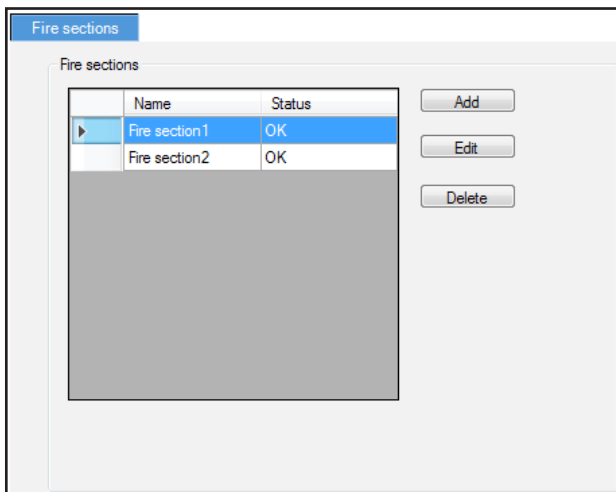 Fire sections
Fire sections
Name Status Add
Fire section1 OK
Fire section2 OK Edit
Delete